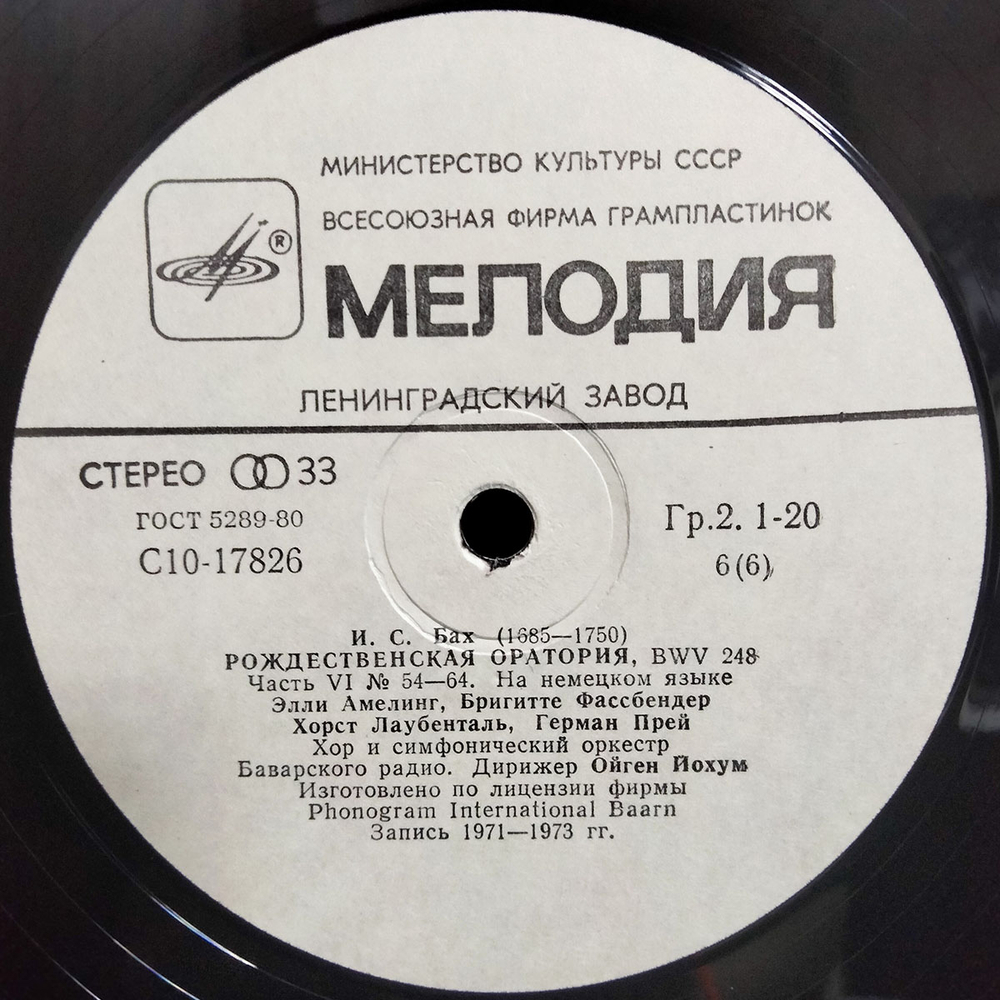 МИНИСТЕРСТВО КУЛЬТУРЫ СССР
ВСЕСОЮЗНАЯ ФИРМА ГРАМПЛАСТИНОК
®
МЕЛОДИЯ
ЛЕНИНГРАДСКИЙ ЗАВОД
СТЕРЕО 33
ГОСТ 5289-80
С10-17826
Гр.2. 1-20
6(6)
И. С. Бах (1685—1750)
РОЖДЕСТВЕНСКАЯ ОРАТОРИЯ, BWV 248
Часть VI № 54—64. На немецком языке
Элли Амелинг, Бригитте Фассбендер
Хорст Лаубенталь, Герман Прей
Хор и симфонический оркестр
Баварского радио. Дирижер Ойген Йохум
Изготовлено по лицензии фирмы
Phonogram International Baarn
Запись 1971—1973 гг.